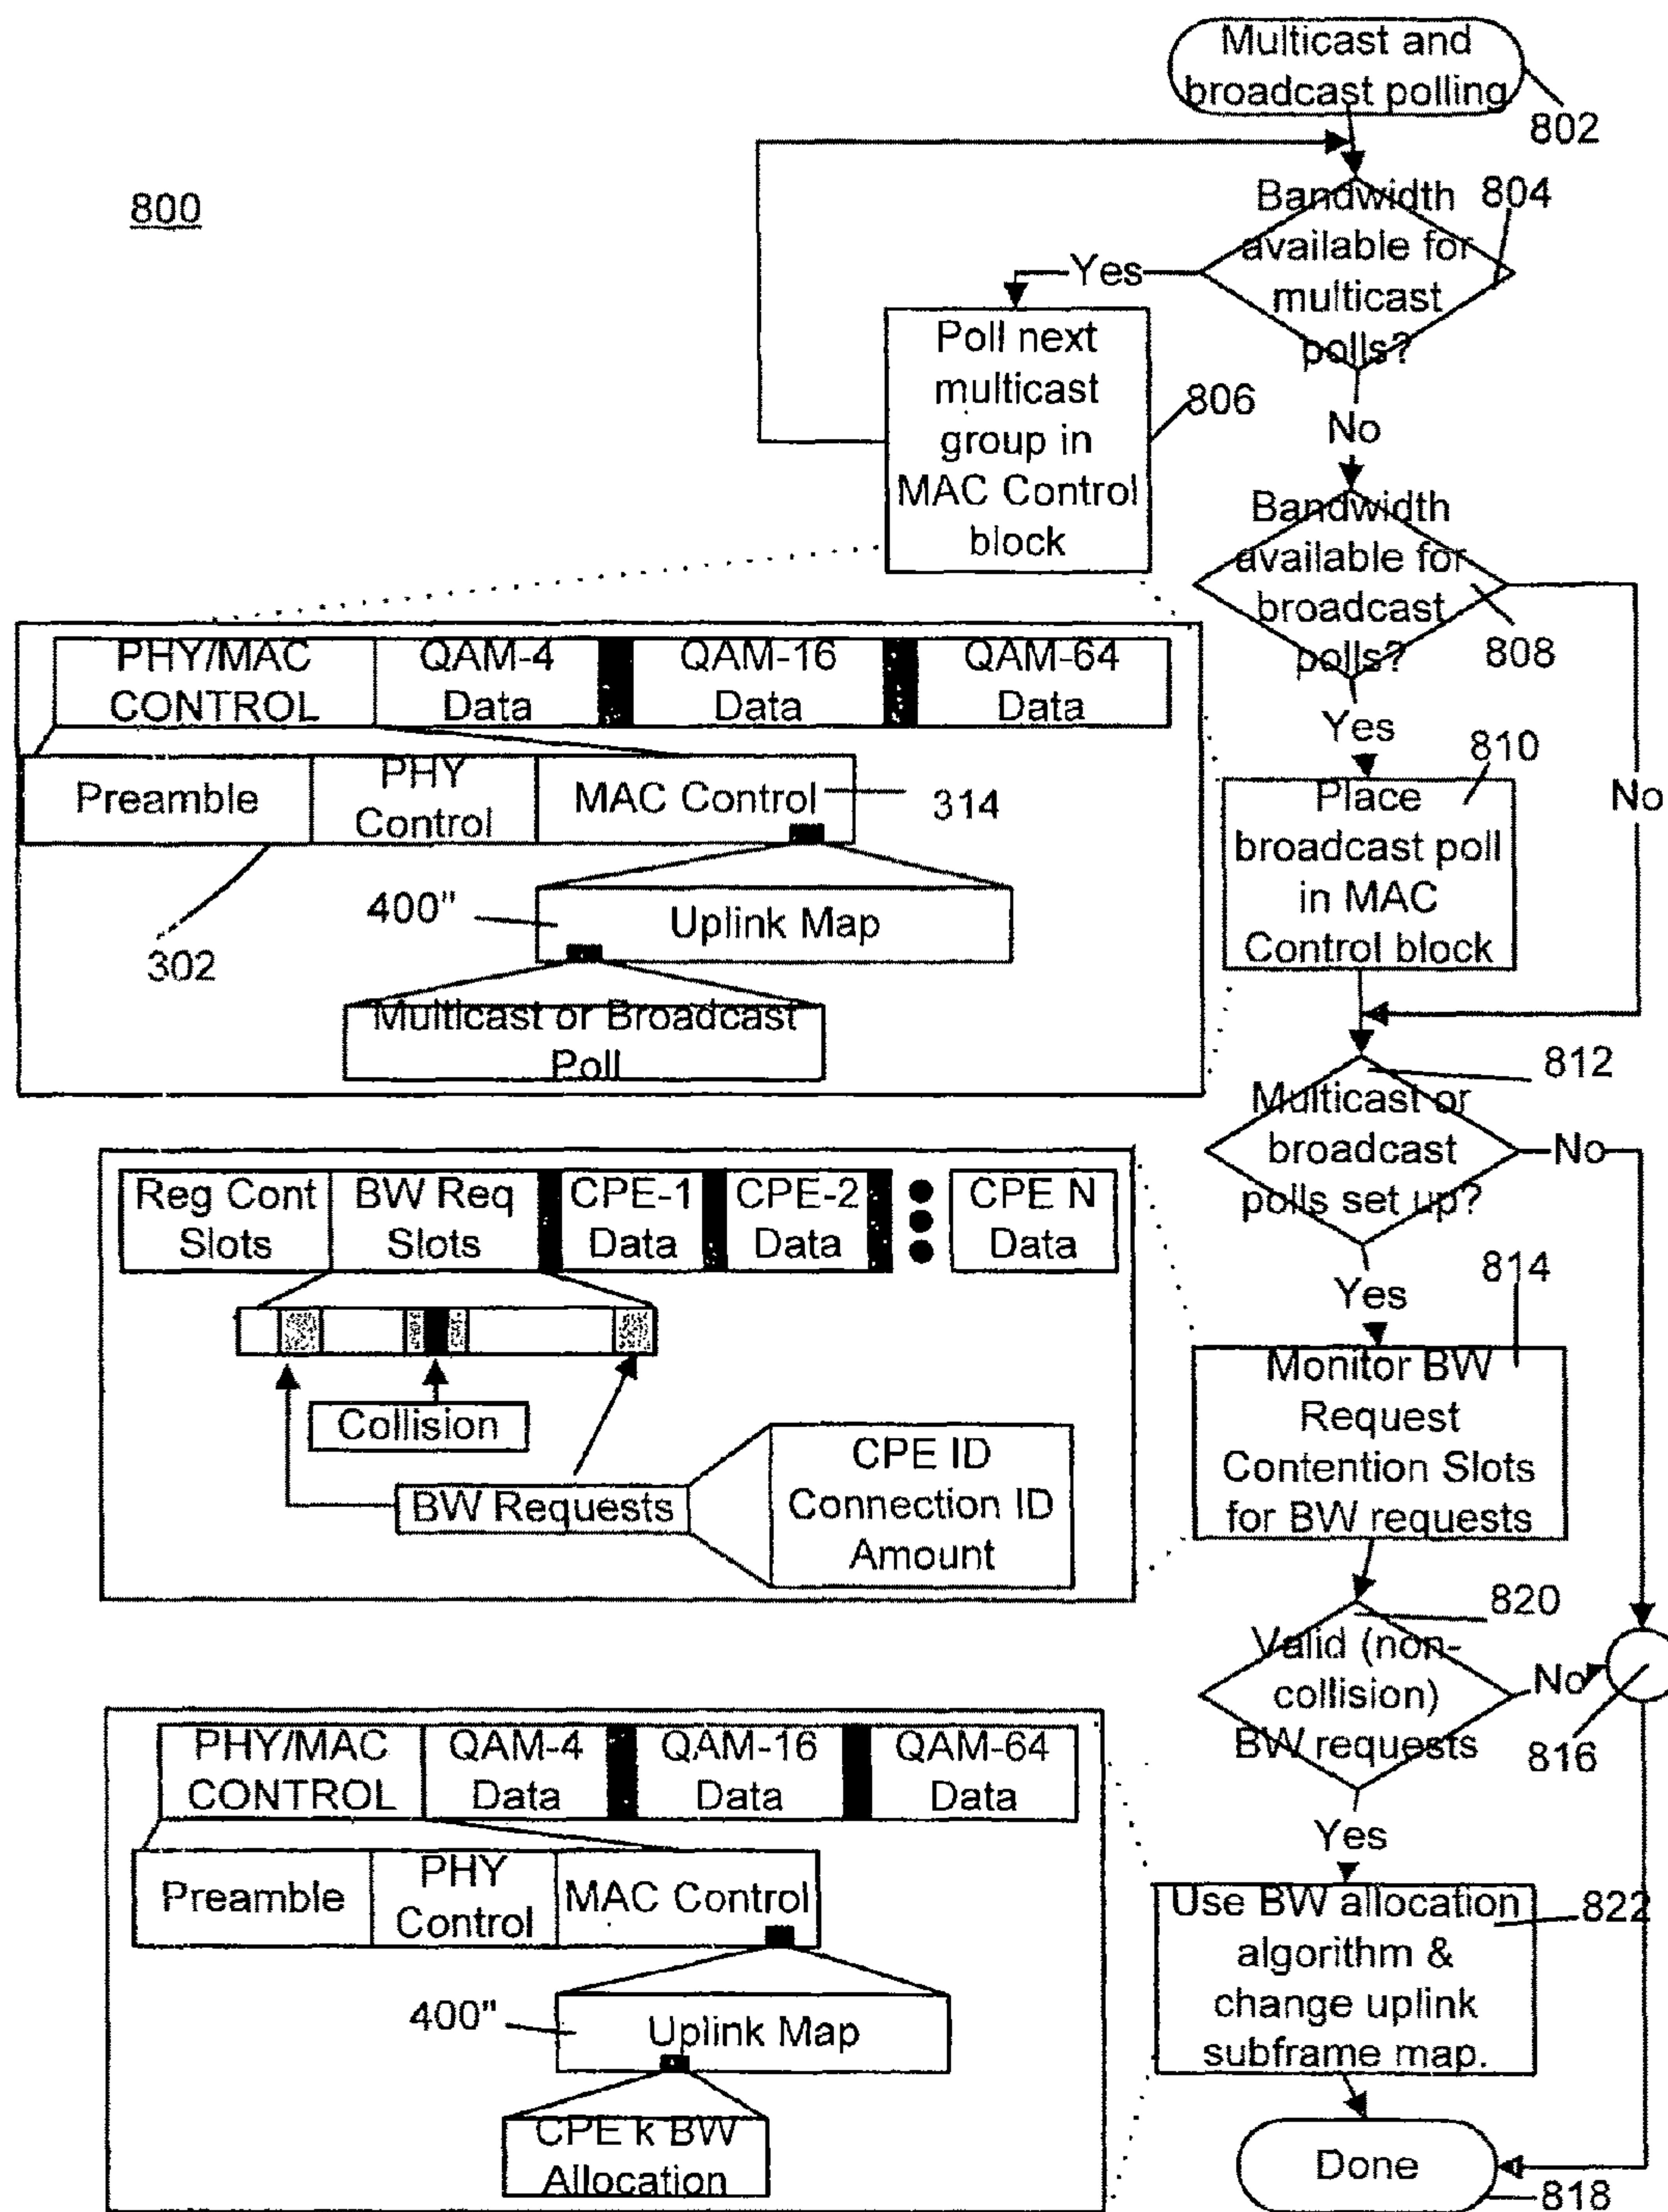 Multicast and
broadcast polling
802
800
Bandwidth
available for
multicast
polls?
804
Yes
Poll next
multicast
group in
MAC Control
block
806
No
Bandwidth
available for
broadcast
polls?
808
No
Yes
PHY/MAC
CONTROL
QAM-4
Data
QAM-16
Data
QAM-64
Data
Preamble
PHY
Control
MAC Control
314
302
400"
Uplink Map
Multicast or Broadcast
Poll
810
Place
broadcast poll
in MAC
Control block
812
Multicast or
broadcast
polls set up?
No
Yes
Reg Cont
Slots
BW Req
Slots
CPE-1
Data
CPE-2
Data
CPE N
Data
Collision
BW Requests
CPE ID
Connection ID
Amount
814
Monitor BW
Request
Contention Slots
for BW requests
820
Valid (non-
collision)
BW requests
No
816
Yes
PHY/MAC
CONTROL
QAM-4
Data
QAM-16
Data
QAM-64
Data
Preamble
PHY
Control
MAC Control
400"
Uplink Map
CPE k BW
Allocation
Use BW allocation
algorithm &
change uplink
subframe map.
822
Done
818